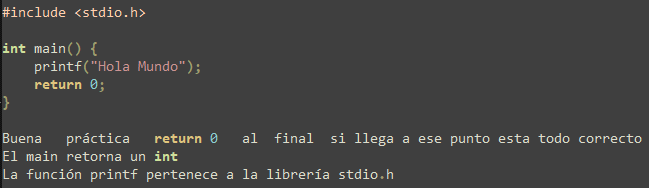 #include <stdio.h>
int main() {
printf("Hola Mundo");
return 0;
}
Buena práctica return 0 al final si llega a ese punto esta todo correcto
El main retorna un int
La función printf pertenece a la librería stdio.h